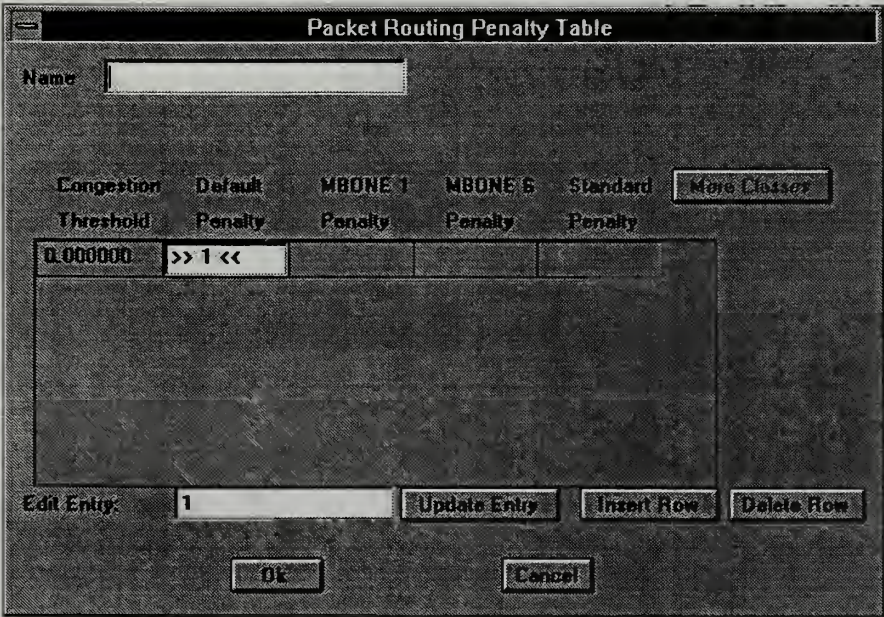 Packet Routing Penalty Table
Name
Congestion Default MBONE 1 MBONE 6 Standard More Classes
Threshold Penalty Penalty Penalty Penalty
0.000000 >> 1 <<
Edit Entry: 1 Update Entry Insert Row Delete Row
Ok Cancel